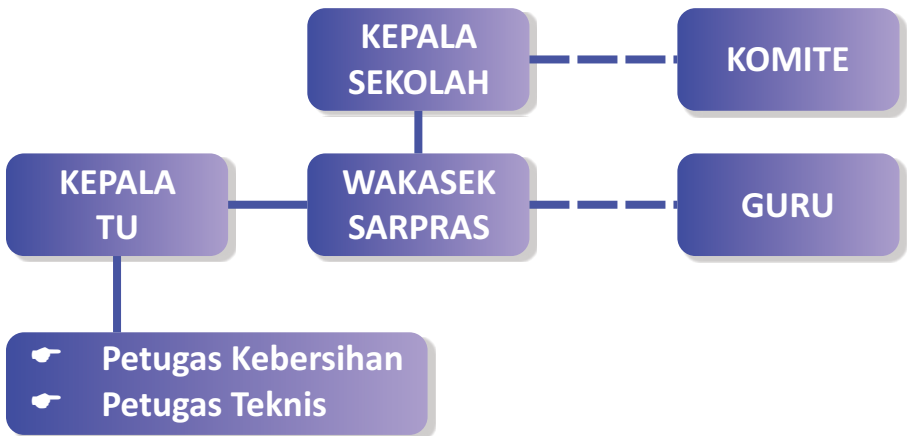 KEPALA
SEKOLAH
KOMITE
KEPALA
TU
WAKASEK
SARPRAS
GURU
☛ Petugas Kebersihan
☛ Petugas Teknis